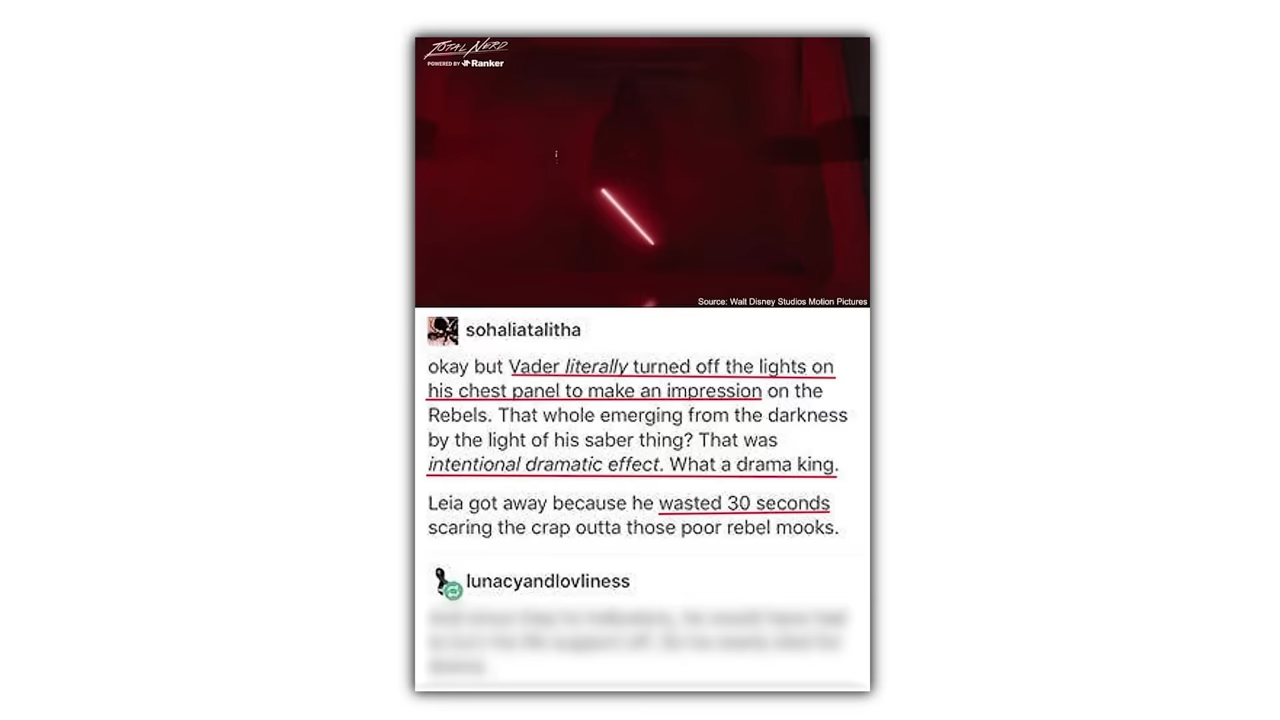 TOTAL NERD
POWERED BY Ranker
Source: Walt Disney Studios Motion Pictures
sohaliatalitha
okay but Vader literally turned off the lights on
his chest panel to make an impression on the
Rebels. That whole emerging from the darkness
by the light of his saber thing? That was
intentional dramatic effect. What a drama king.
Leia got away because he wasted 30 seconds
scaring the crap outta those poor rebel mooks.
lunacyandlovliness